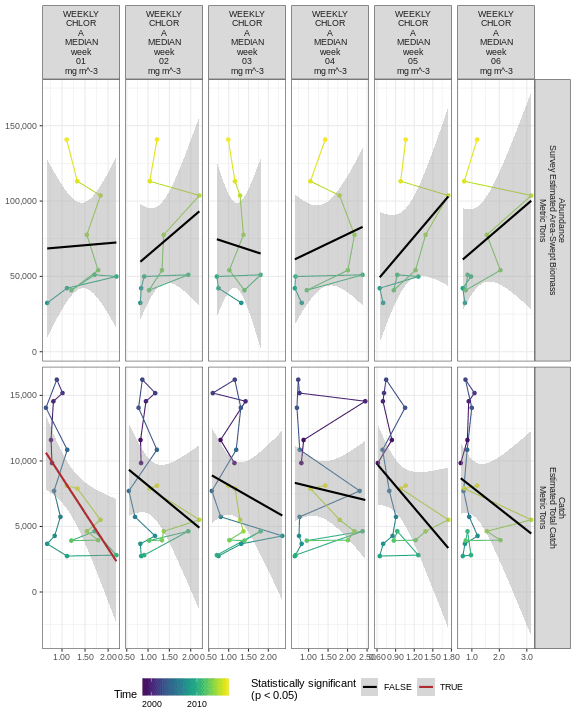 WEEKLY
CHLOR
A
MEDIAN
week
01
mg m^-3
WEEKLY
CHLOR
A
MEDIAN
week
02
mg m^-3
WEEKLY
CHLOR
A
MEDIAN
week
03
mg m^-3
WEEKLY
CHLOR
A
MEDIAN
week
04
mg m^-3
WEEKLY
CHLOR
A
MEDIAN
week
05
mg m^-3
WEEKLY
CHLOR
A
MEDIAN
week
06
mg m^-3
150,000
100,000
50,000
0
Abundance
Survey Estimated Area-Swept Biomass
Metric Tons
15,000
10,000
5,000
0
Catch
Estimated Total Catch
Metric Tons
1.00 1.50 2.00
0.50 1.00 1.50 2.00
0.50 1.00 1.50 2.00
1.00 1.50 2.00 2.50
0.60 0.90 1.20 1.50 1.80
1.0 2.0 3.0
Time
2000 2010
Statistically significant
(p < 0.05)
FALSE
TRUE